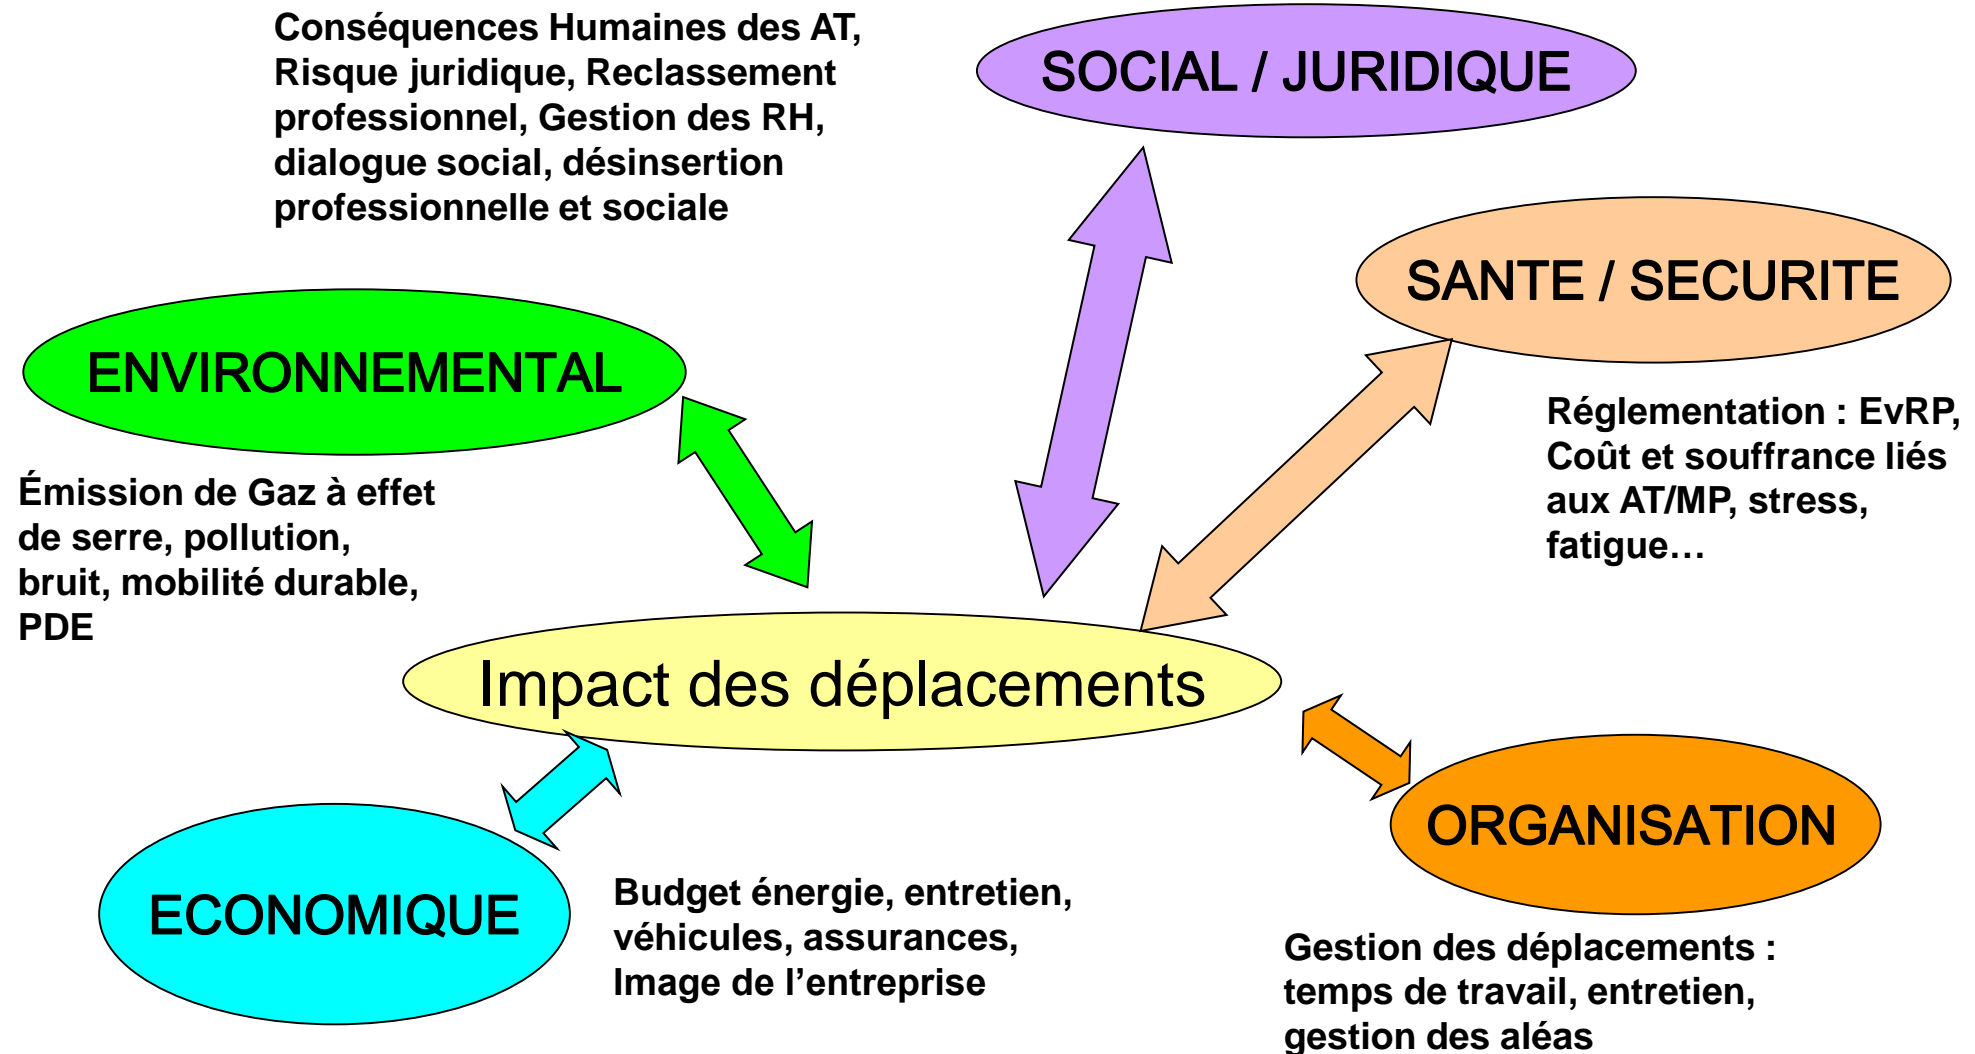 Conséquences Humaines des AT,
Risque juridique, Reclassement
professionnel, Gestion des RH,
dialogue social, désinsertion
professionnelle et sociale
SOCIAL / JURIDIQUE
SANTE / SECURITE
Réglementation : EvRP,
Coût et souffrance liés
aux AT/MP, stress,
fatigue…
ENVIRONNEMENTAL
Émission de Gaz à effet
de serre, pollution,
bruit, mobilité durable,
PDE
Impact des déplacements
ECONOMIQUE
Budget énergie, entretien,
véhicules, assurances,
Image de l’entreprise
ORGANISATION
Gestion des déplacements :
temps de travail, entretien,
gestion des aléas